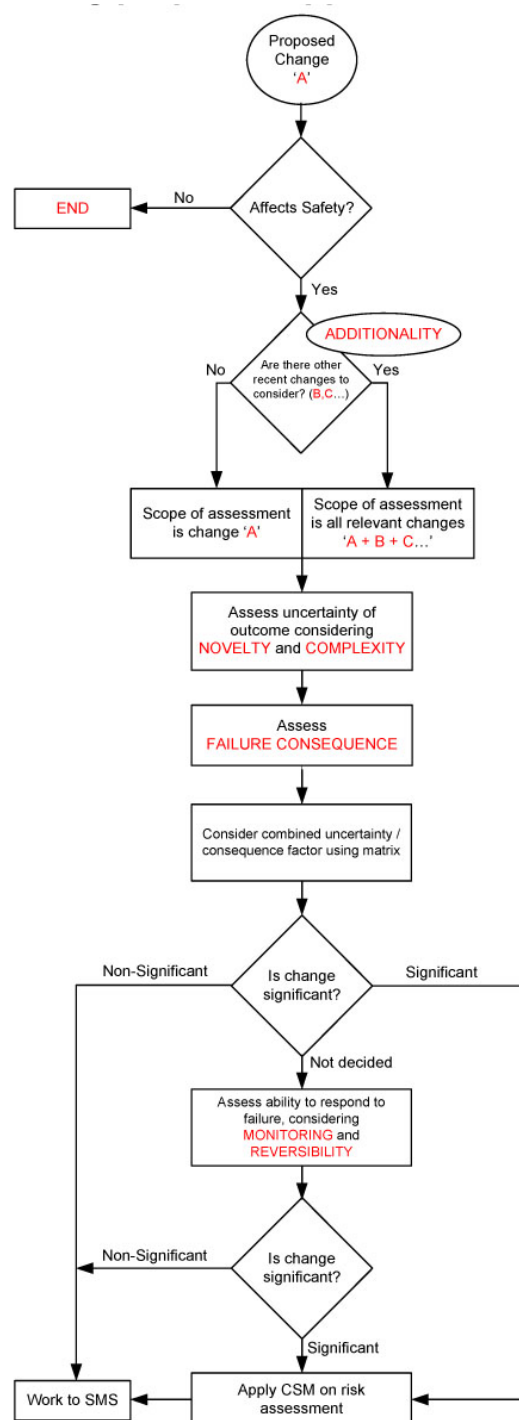 Proposed
Change
‘A’
Affects Safety?
No
END
Yes
ADDITIONALITY
Are there other
recent changes to
consider? (B,C...)
No
Yes
Scope of assessment
is change ‘A’
Scope of assessment
is all relevant changes
‘A + B + C...’
Assess uncertainty of
outcome considering
NOVELTY and COMPLEXITY
Assess
FAILURE CONSEQUENCE
Consider combined uncertainty /
consequence factor using matrix
Non-Significant
Is change
significant?
Significant
Not decided
Assess ability to respond to
failure, considering
MONITORING and
REVERSIBILITY
Non-Significant
Is change
significant?
Significant
Work to SMS
Apply CSM on risk
assessment